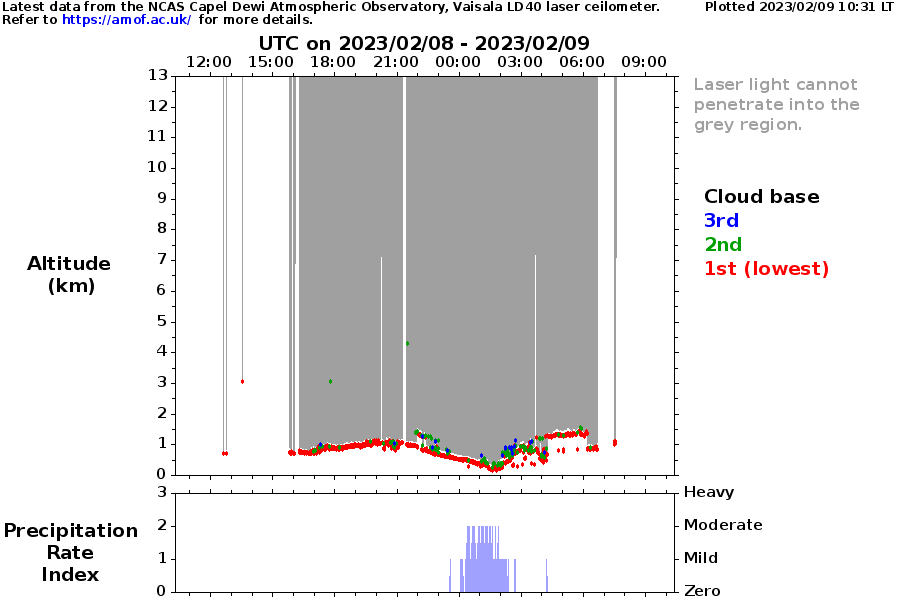 Latest data from the NCAS Capel Dewi Atmospheric Observatory, Vaisala LD40 laser ceilometer.
Plotted 2023/02/09 10:31 LT
Refer to https://amof.ac.uk/ for more details.
UTC on 2023/02/08 - 2023/02/09
12:00 15:00 18:00 21:00 00:00 03:00 06:00 09:00
13
12
11
10
9
8
7
6
5
4
3
2
1
0
Altitude
(km)
Laser light cannot
penetrate into the
grey region.
Cloud base
3rd
2nd
1st (lowest)
3
2
1
0
Precipitation
Rate
Index
Heavy
Moderate
Mild
Zero